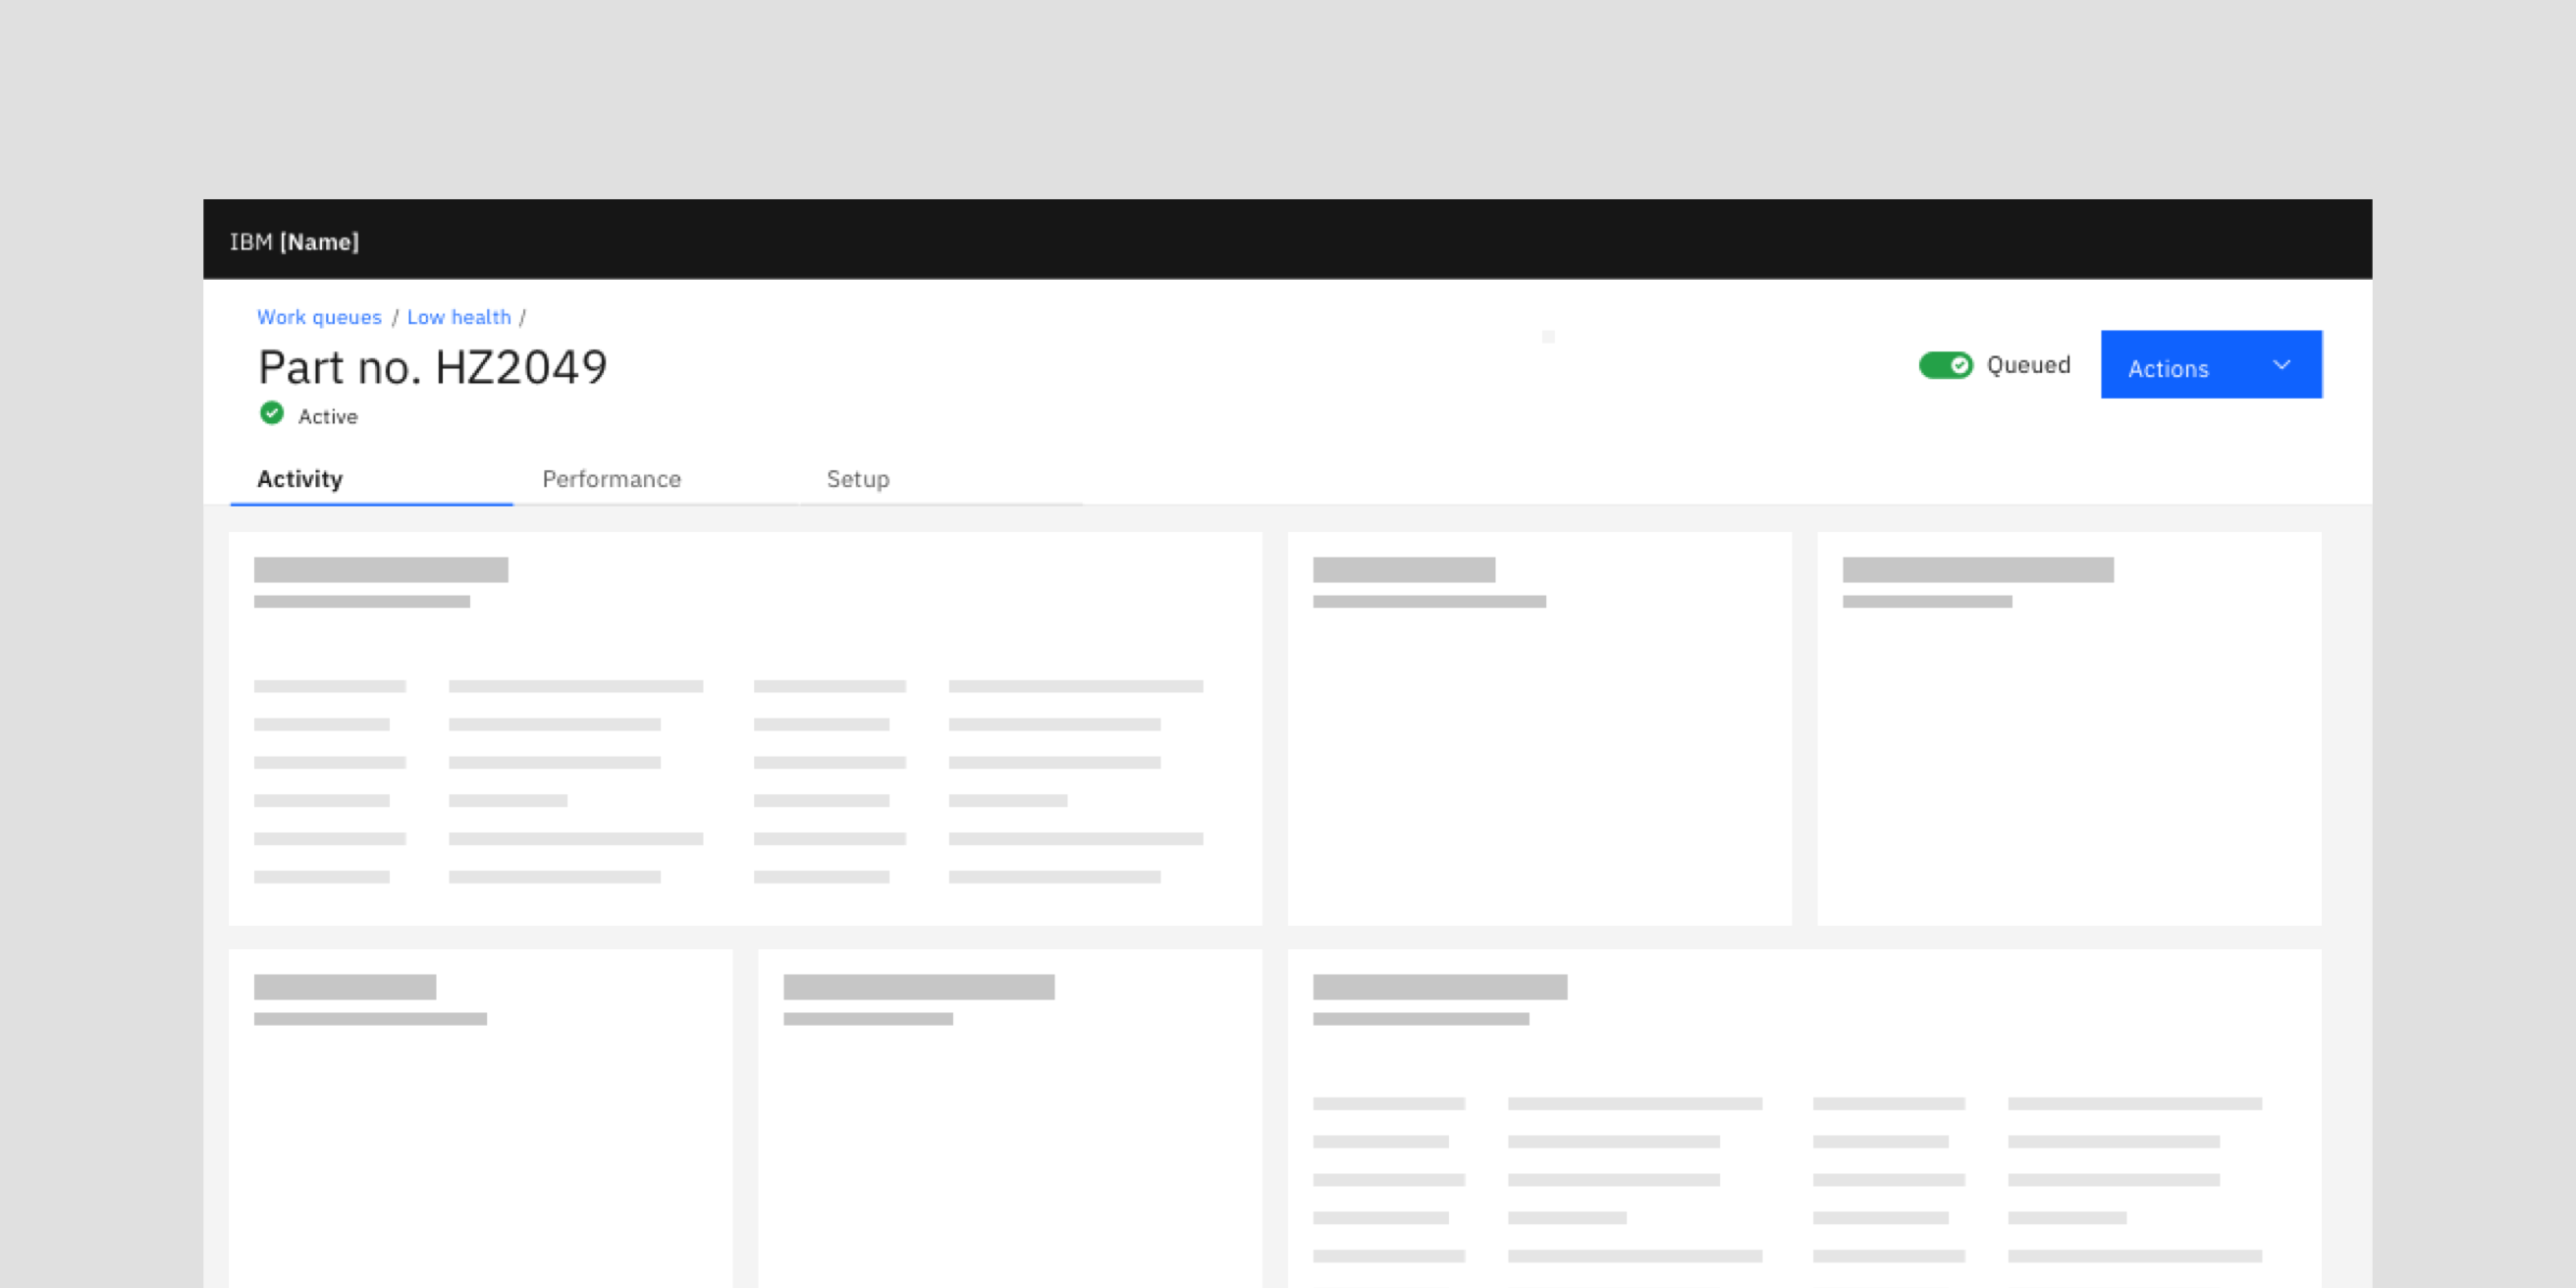 IBM [Name]
Work queues / Low health /
Part no. HZ2049
Active
Queued
Actions
Activity
Performance
Setup